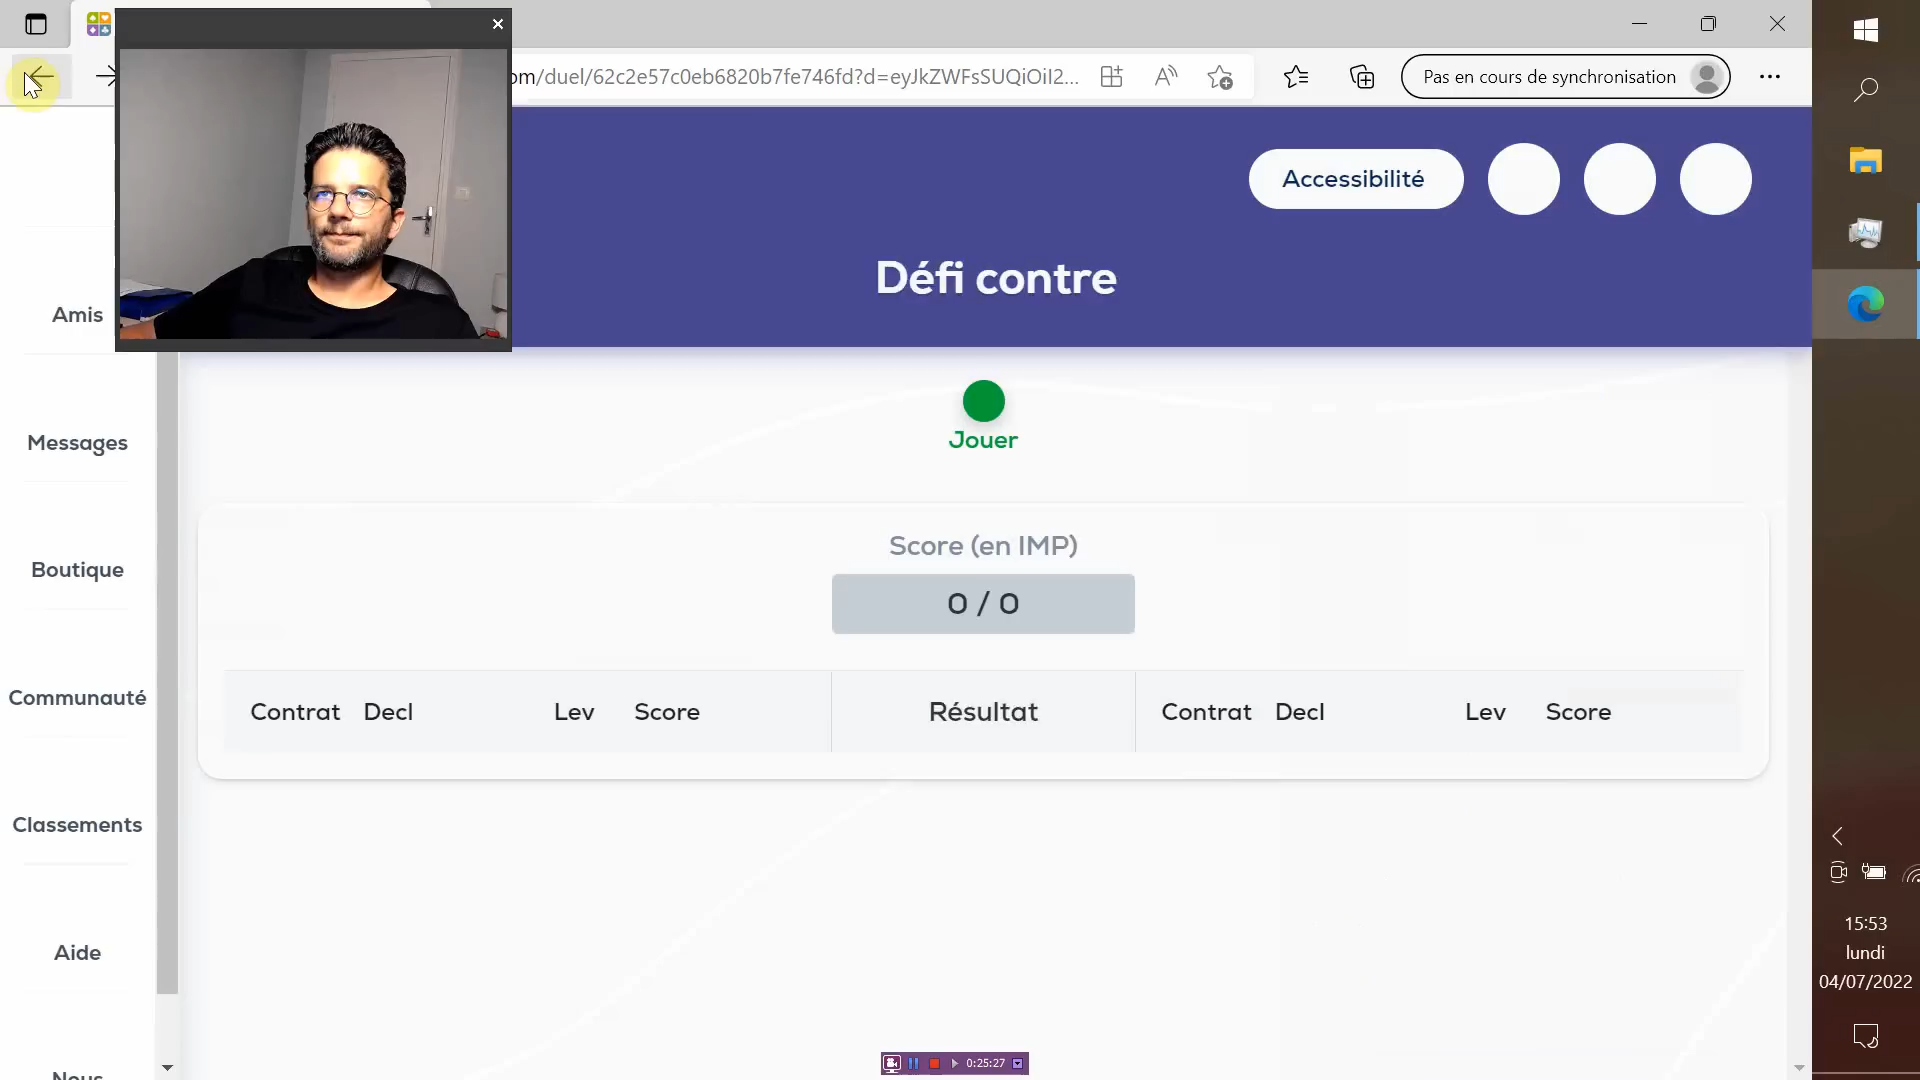 om/duel/62c2e57c0eb6820b7fe746fd?d=eyJkZWFsSUQiOiI2...
Pas en cours de synchronisation
Accessibilité
Défi contre
Amis
Messages
Boutique
Communauté
Classements
Aide
Nous
Jouer
Score (en IMP)
0 / 0
Contrat Decl Lev Score Résultat Contrat Decl Lev Score
0:25:27
15:53
lundi
04/07/2022